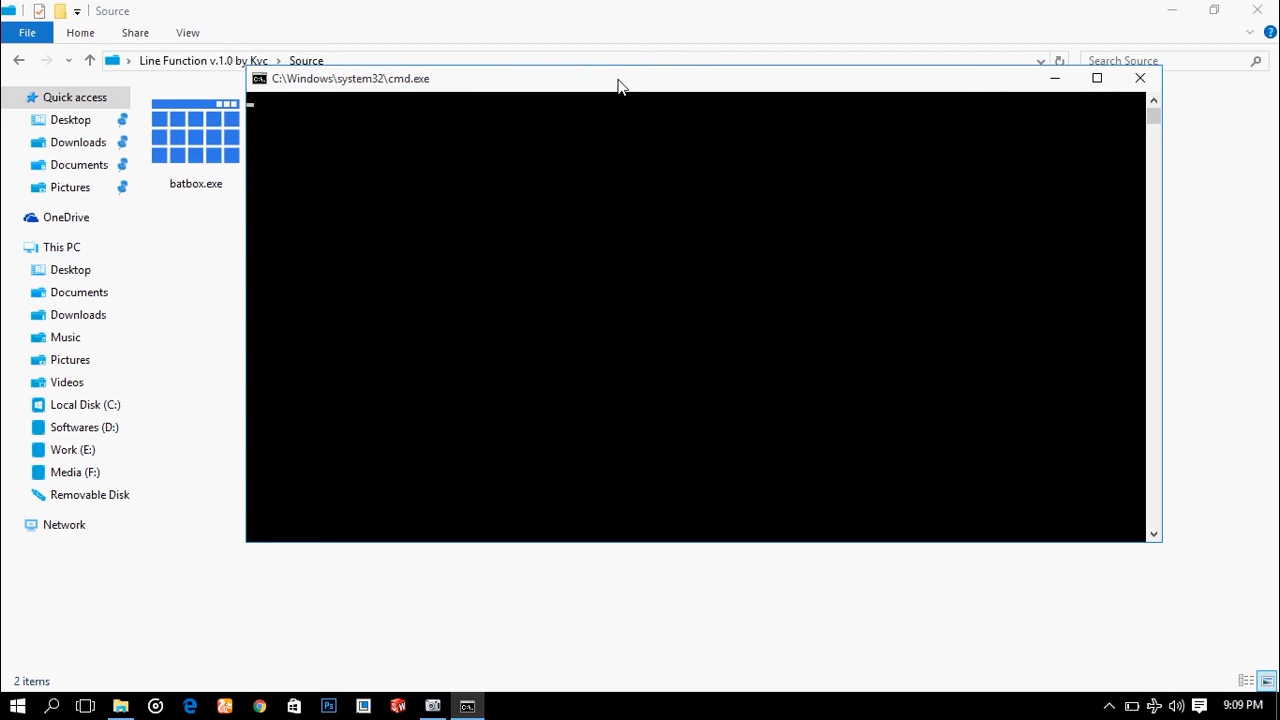 Source
File
Home
Share
View
Line Function v.1.0 by Kvc
Source
Search Source
C:\Windows\system32\cmd.exe
Quick access
Desktop
Downloads
Documents
Pictures
OneDrive
This PC
Desktop
Documents
Downloads
Music
Pictures
Videos
Local Disk (C:)
Softwares (D:)
Work (E:)
Media (F:)
Removable Disk
Network
batbox.exe
2 items
9:09 PM